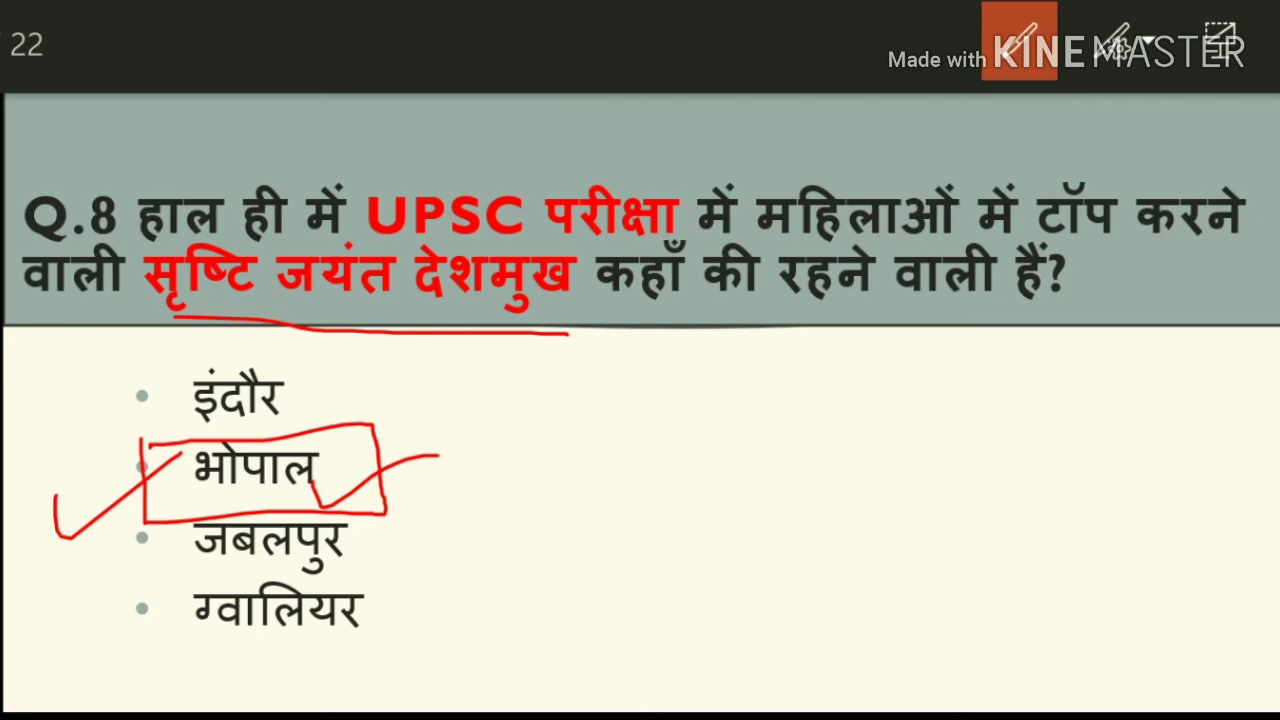 22
Made with KINEMASTER
Q.8 हाल ही में UPSC परीक्षा में महिलाओं में टॉप करने
वाली सृष्टि जयंत देशमुख कहाँ की रहने वाली हैं?
इंदौर
भोपाल
जबलपुर
ग्वालियर